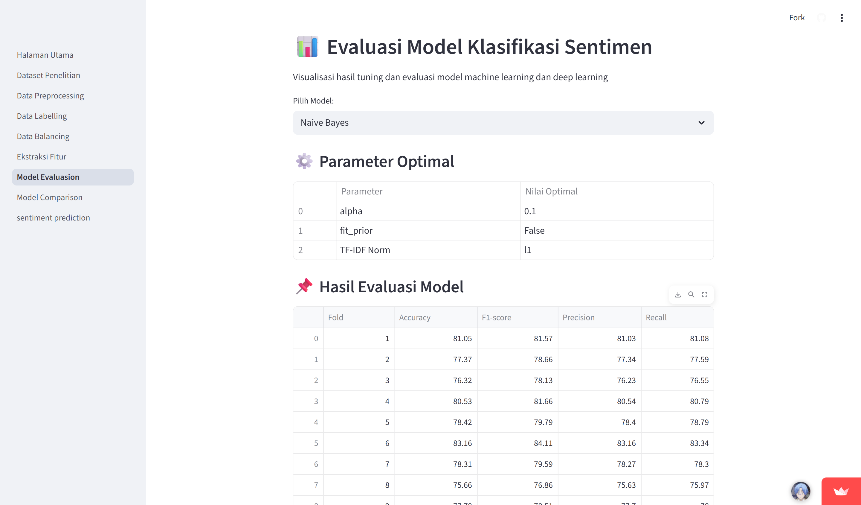 Fork
Halaman Utama
Dataset Penelitian
Data Preprocessing
Data Labelling
Data Balancing
Ekstraksi Fitur
Model Evaluasion
Model Comparison
sentiment prediction
Evaluasi Model Klasifikasi Sentimen
Visualisasi hasil tuning dan evaluasi model machine learning dan deep learning
Pilih Model:
Naive Bayes
Parameter Optimal
Parameter Nilai Optimal
0 alpha 0.1
1 fit_prior False
2 TF-IDF Norm l1
Hasil Evaluasi Model
Fold Accuracy F1-score Precision Recall
0 1 81.05 81.57 81.03 81.08
1 2 77.37 78.66 77.34 77.59
2 3 76.32 78.13 76.23 76.55
3 4 80.53 81.66 80.54 80.79
4 5 78.42 79.79 78.4 78.79
5 6 83.16 84.11 83.16 83.34
6 7 78.31 79.59 78.27 78.3
7 8 75.66 76.86 75.63 75.97